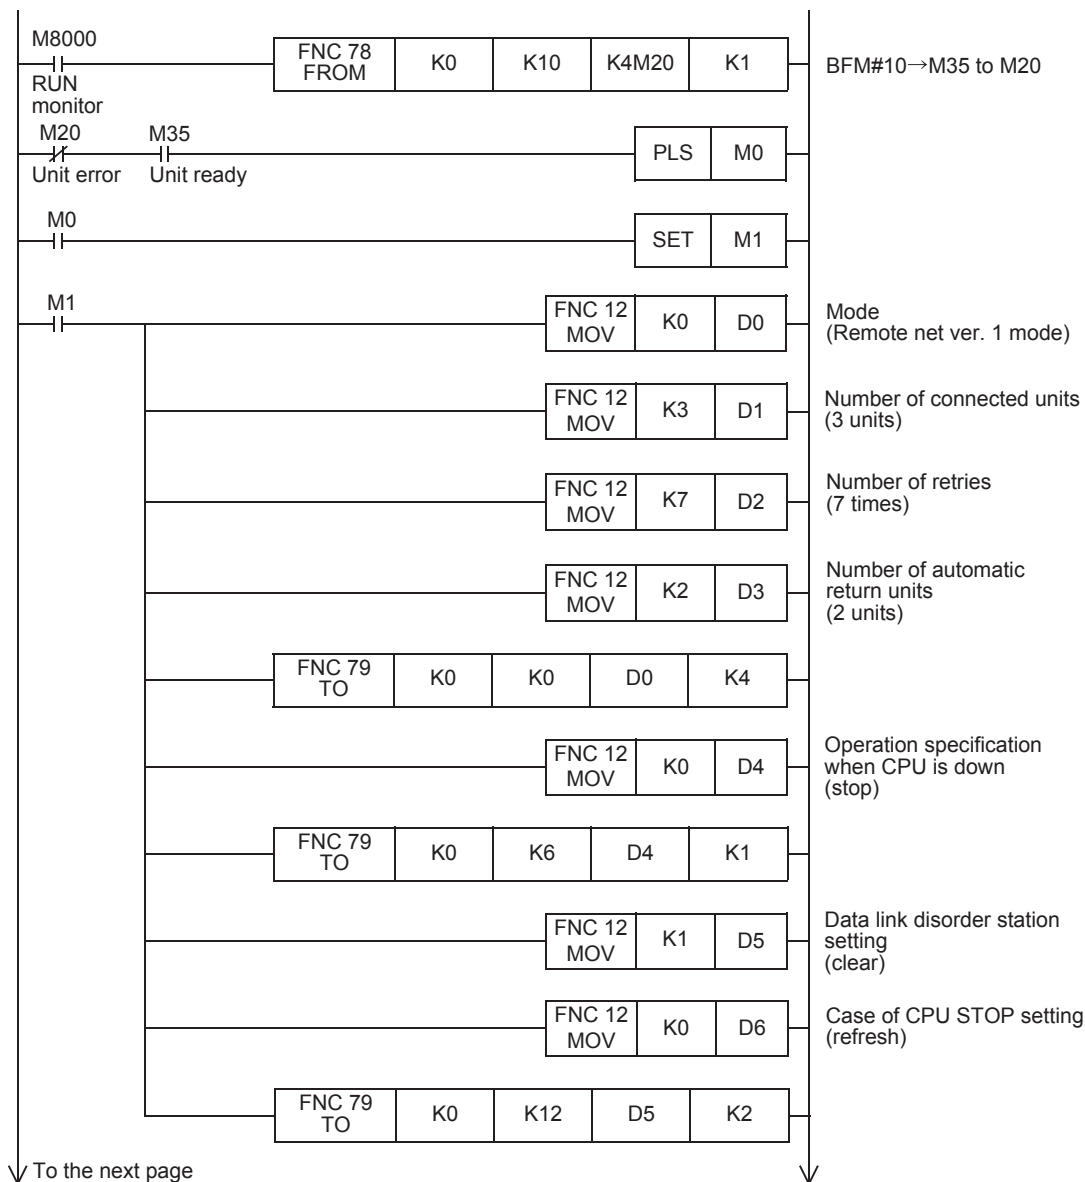 M8000
RUN
monitor
FNC 78
FROM
K0
K10
K4M20
K1
BFM#10→M35 to M20
M20
Unit error
M35
Unit ready
PLS
M0
M0
SET
M1
M1
FNC 12
MOV
K0
D0
Mode
(Remote net ver. 1 mode)
FNC 12
MOV
K3
D1
Number of connected units
(3 units)
FNC 12
MOV
K7
D2
Number of retries
(7 times)
FNC 12
MOV
K2
D3
Number of automatic
return units
(2 units)
FNC 79
TO
K0
K0
D0
K4
FNC 12
MOV
K0
D4
Operation specification
when CPU is down
(stop)
FNC 79
TO
K0
K6
D4
K1
FNC 12
MOV
K1
D5
Data link disorder station
setting
(clear)
FNC 12
MOV
K0
D6
Case of CPU STOP setting
(refresh)
FNC 79
TO
K0
K12
D5
K2
To the next page